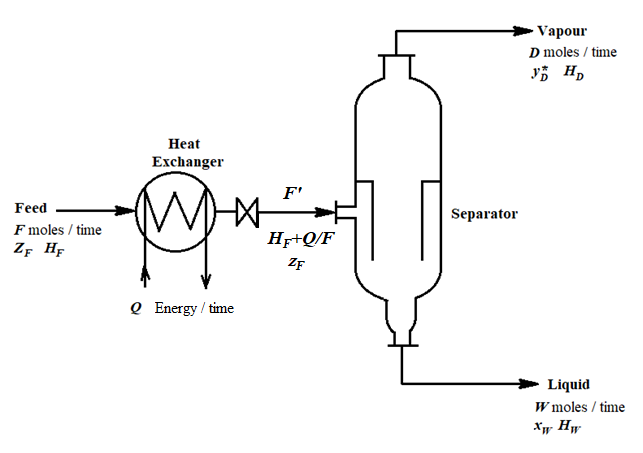 Vapour
D moles / time
y*D HD
Heat
Exchanger
Feed
F moles / time
ZF HF
F'
HF+Q/F
zF
Separator
Q Energy / time
Liquid
W moles / time
xW HW